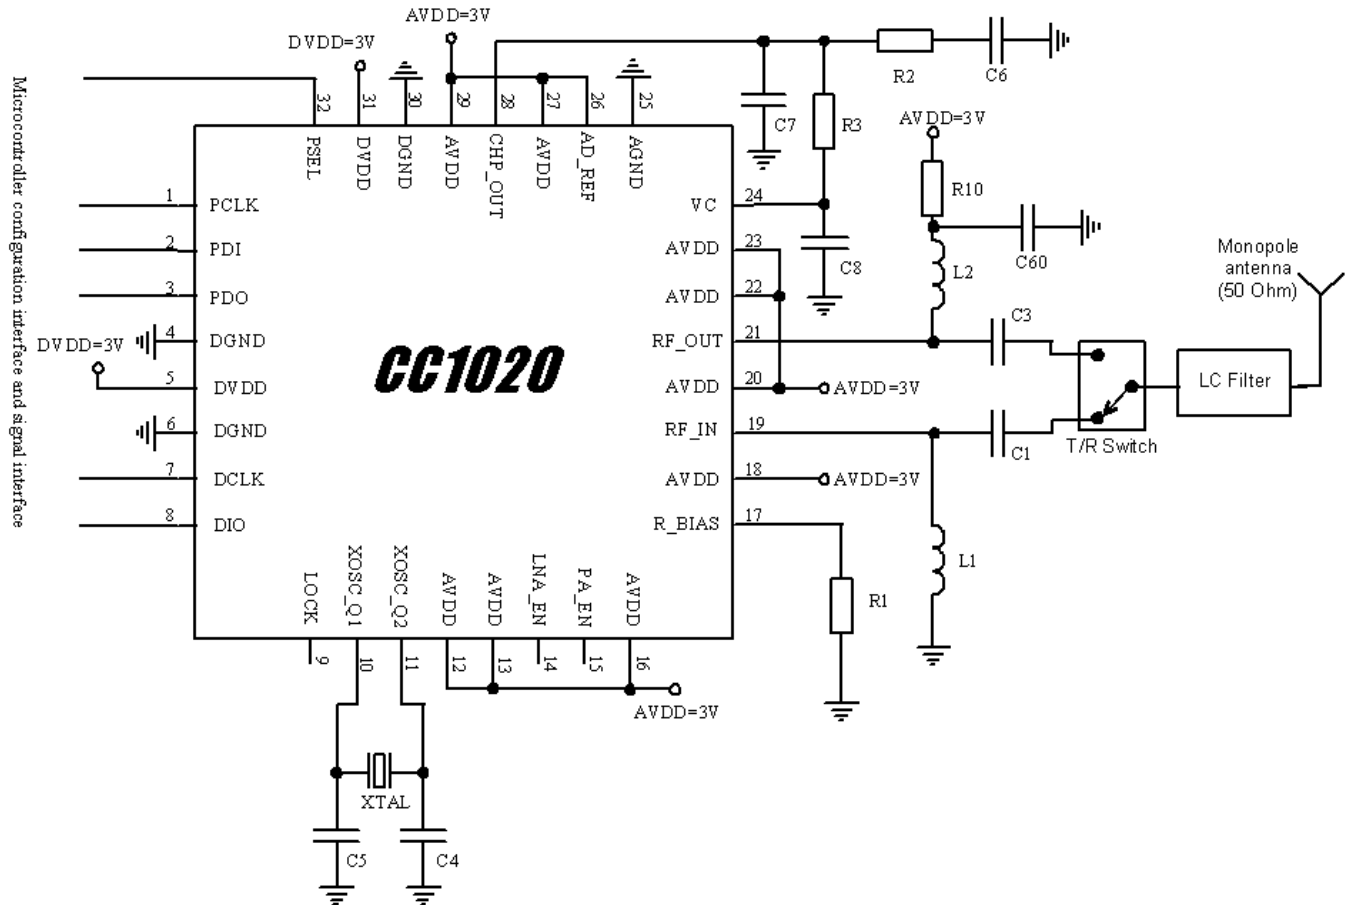 AVDD=3V
DVDD=3V
Microcontroller configuration interface and signal interface
32
31
30
29
28
27
26
25
PSEL
DVDD
DGND
AVDD
CHP_OUT
AVDD
AD_REF
AGND
R2
C6
C7
R3
AVDD=3V
R10
C60
L2
C8
1
PCLK
2
PDI
3
PDO
4
DGND
DVDD=3V
5
DVDD
6
DGND
7
DCLK
8
DIO
CC1020
VC
24
AVDD
23
AVDD
22
RF_OUT
21
AVDD
20
AVDD=3V
RF_IN
19
AVDD
18
AVDD=3V
R_BIAS
17
C3
C1
T/R Switch
LC Filter
Monopole
antenna
(50 Ohm)
L1
R1
LOCK
XOSC_Q1
XOSC_Q2
AVDD
AVDD
LNA_EN
PA_EN
AVDD
9
10
11
12
13
14
15
16
AVDD=3V
XTAL
C5
C4